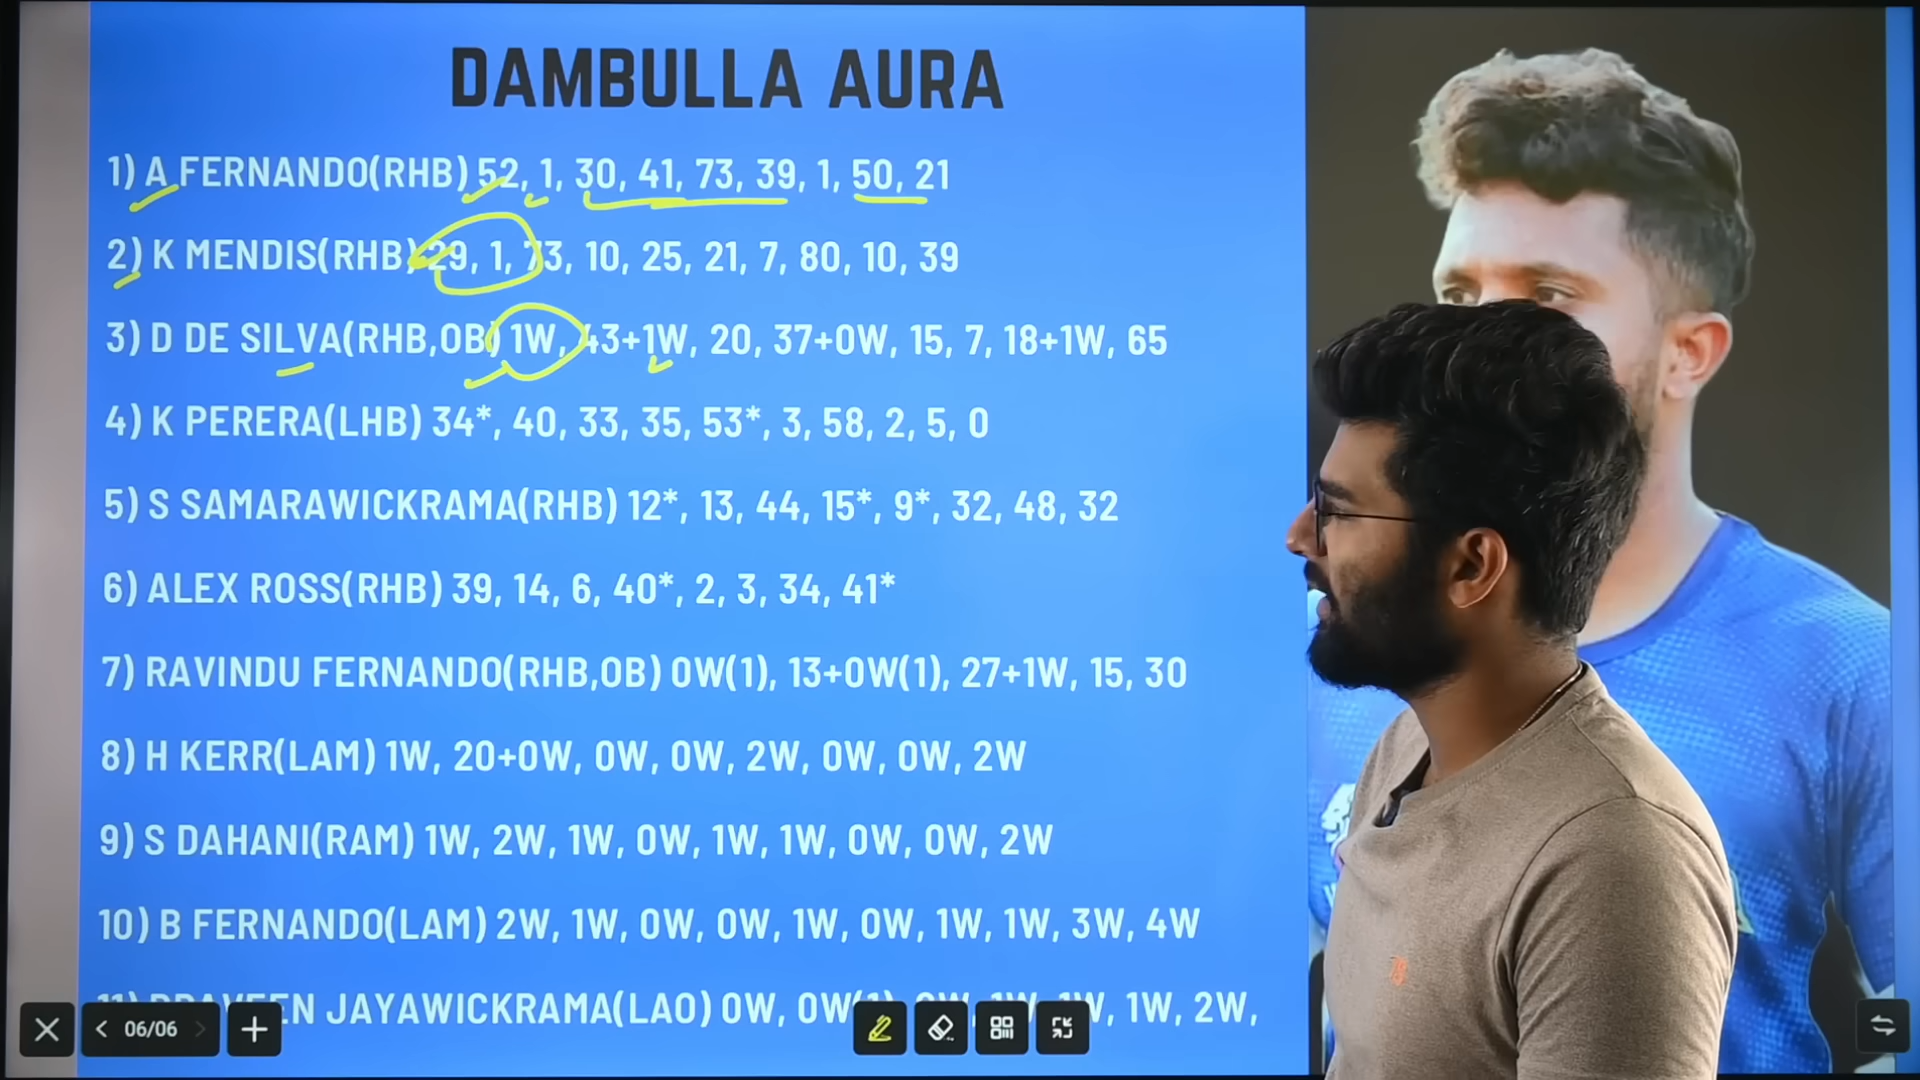 DAMBULLA AURA
1) A FERNANDO(RHB) 52, 1, 30, 41, 73, 39, 1, 50, 21
2) K MENDIS(RHB) 29, 1, 73, 10, 25, 21, 7, 80, 10, 39
3) D DE SILVA(RHB,OB) 1W, 43+1W, 20, 37+0W, 15, 7, 18+1W, 65
4) K PERERA(LHB) 34*, 40, 33, 35, 53*, 3, 58, 2, 5, 0
5) S SAMARAWICKRAMA(RHB) 12*, 13, 44, 15*, 9*, 32, 48, 32
6) ALEX ROSS(RHB) 39, 14, 6, 40*, 2, 3, 34, 41*
7) RAVINDU FERNANDO(RHB,OB) 0W(1), 13+0W(1), 27+1W, 15, 30
8) H KERR(LAM) 1W, 20+0W, 0W, 0W, 2W, 0W, 0W, 2W
9) S DAHANI(RAM) 1W, 2W, 1W, 0W, 1W, 1W, 0W, 0W, 2W
10) B FERNANDO(LAM) 2W, 1W, 0W, 0W, 1W, 0W, 1W, 1W, 3W, 4W
11) PRAVEEN JAYAWICKRAMA(LAO) 0W, 0W(1), 0W, 1W, 1W, 1W, 2W,
06/06